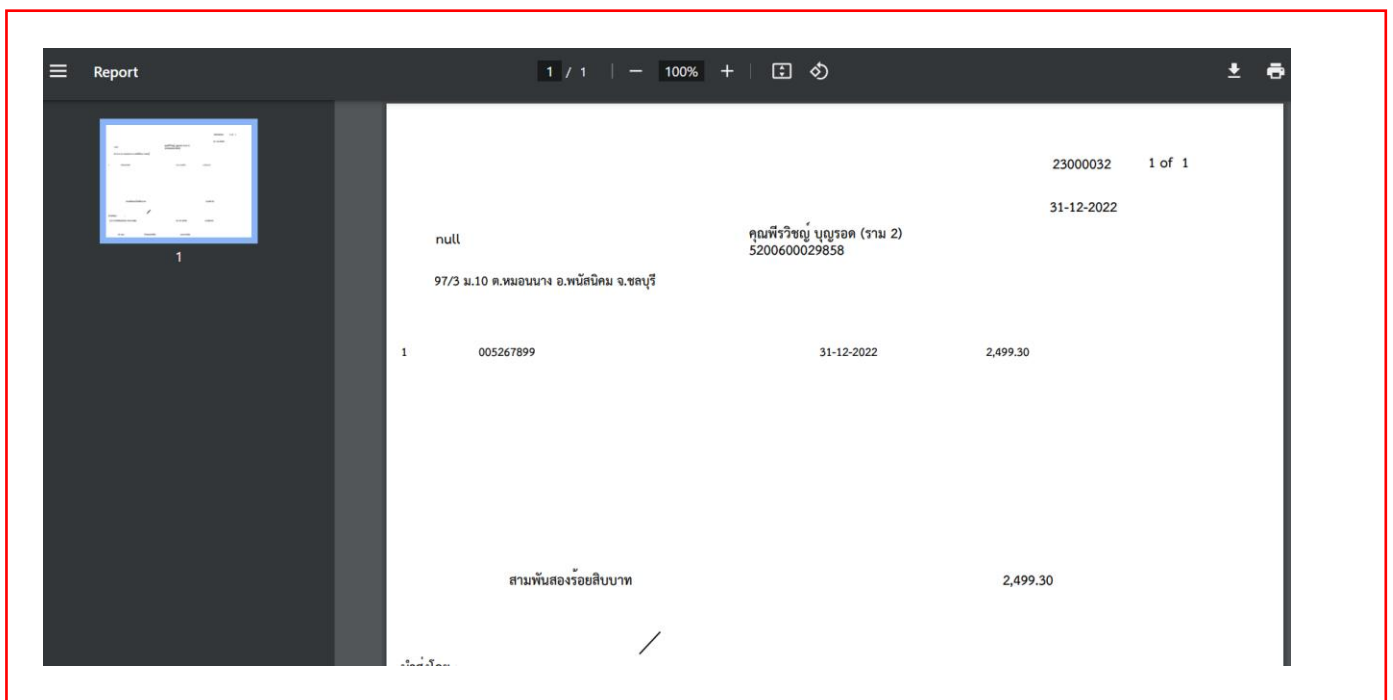 Report
1 / 1 | − 100% +
1
23000032 1 of 1
31-12-2022
null
คุณพีรวิชญ์ บุญรอด (ราม 2)
5200600029858
97/3 ม.10 ต.หมอนนาง อ.พนัสนิคม จ.ชลบุรี
1 005267899 31-12-2022 2,499.30
สามพันสองร้อยสิบบาท 2,499.30